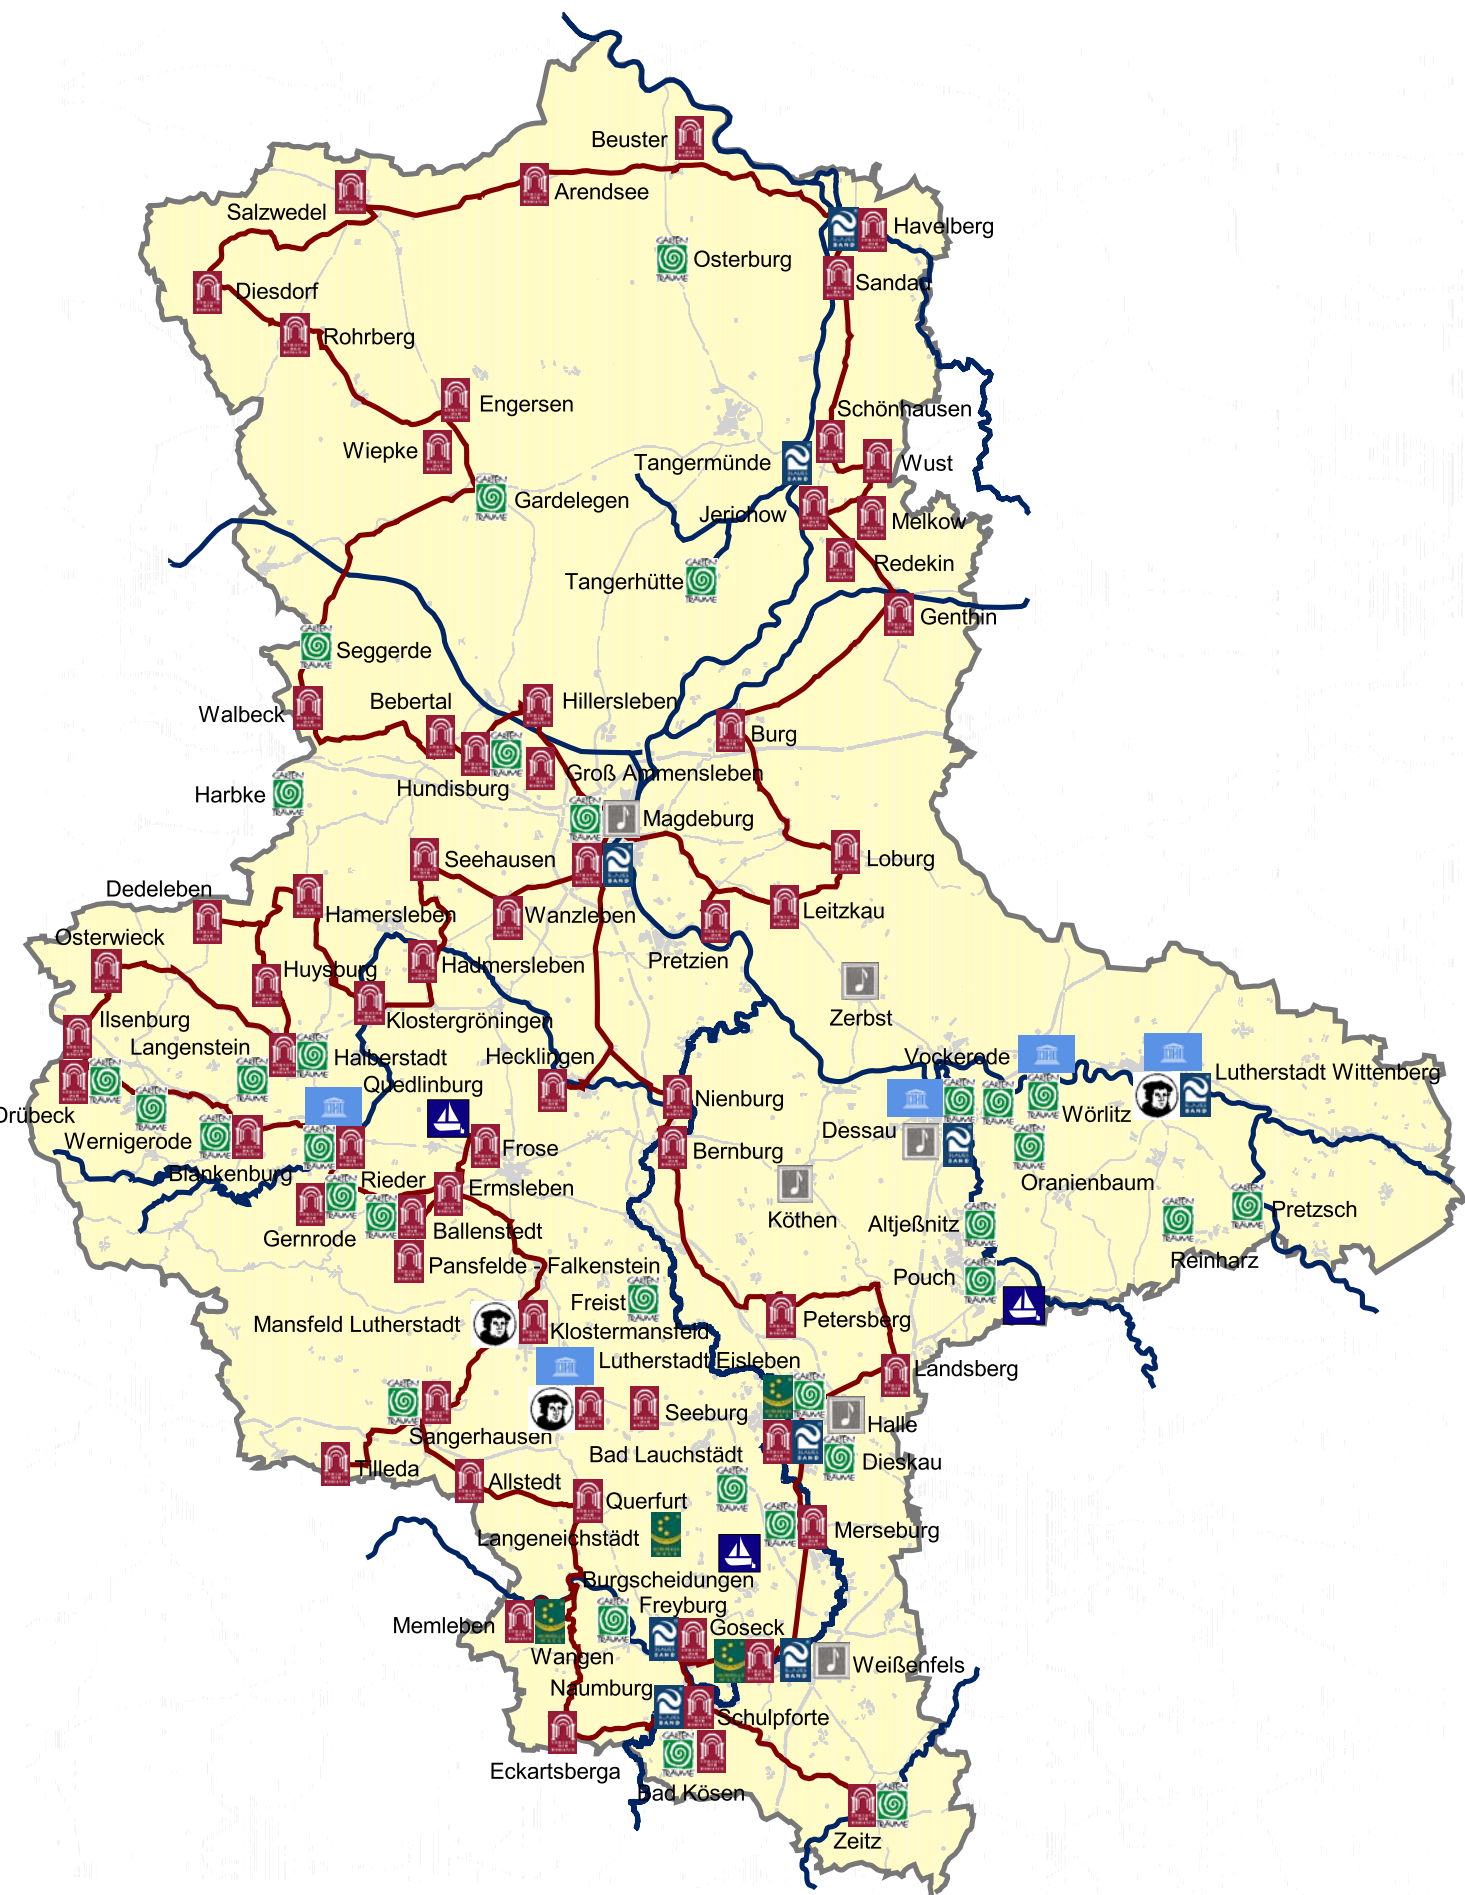 Beuster
Arendsee
Salzwedel
Havelberg
Osterburg
Sandau
Diesdorf
Rohrberg
Engersen
Schönhausen
Wiepke
Tangermünde
Wust
Gardelegen
Jerichow
Melkow
Redekin
Tangerhütte
Genthin
Seggerde
Bebertal
Hillersleben
Walbeck
Burg
Groß Ammensleben
Hundisburg
Harbke
Magdeburg
Seehausen
Loburg
Dedeleben
Hamersleben
Wanzleben
Leitzkau
Osterwieck
Pretzien
Hadmersleben
Huysburg
Ilsenburg
Klostergröningen
Zerbst
Langenstein
Halberstadt
Hecklingen
Vockerode
Quedlinburg
Lutherstadt Wittenberg
Nienburg
Drübeck
Wörlitz
Wernigerode
Dessau
Frose
Bernburg
Blankenburg
Rieder
Ermsleben
Oranienbaum
Köthen
Altjeßnitz
Pretzsch
Gernrode
Ballenstedt
Reinharz
Pansfelde - Falkenstein
Pouch
Freist
Mansfeld Lutherstadt
Klostermansfeld
Petersberg
Lutherstadt Eisleben
Landsberg
Seeburg
Halle
Sangerhausen
Bad Lauchstädt
Dieskau
Tilleda
Allstedt
Querfurt
Langeneichstädt
Merseburg
Burgscheidungen
Freyburg
Memleben
Goseck
Wangen
Weißenfels
Naumburg
Schulpforte
Eckartsberga
Bad Kösen
Zeitz
GARTEN
TRÄUME
BLAUES
BAND